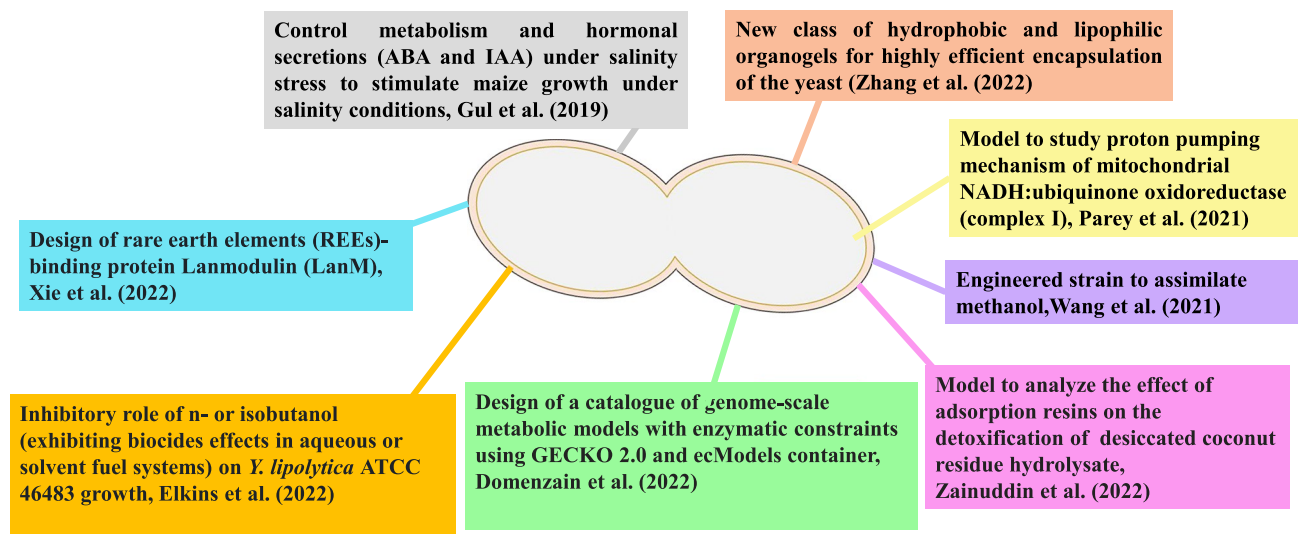 Control metabolism and hormonal
secretions (ABA and IAA) under salinity
stress to stimulate maize growth under
salinity conditions, Gul et al. (2019)
New class of hydrophobic and lipophilic
organogels for highly efficient encapsulation
of the yeast (Zhang et al. (2022)
Model to study proton pumping
mechanism of mitochondrial
NADH:ubiquinone oxidoreductase
(complex I), Parey et al. (2021)
Design of rare earth elements (REEs)-
binding protein Lanmodulin (LanM),
Xie et al. (2022)
Engineered strain to assimilate
methanol,Wang et al. (2021)
Inhibitory role of n- or isobutanol
(exhibiting biocides effects in aqueous or
solvent fuel systems) on Y. lipolytica ATCC
46483 growth, Elkins et al. (2022)
Design of a catalogue of genome-scale
metabolic models with enzymatic constraints
using GECKO 2.0 and ecModels container,
Domenzain et al. (2022)
Model to analyze the effect of
adsorption resins on the
detoxification of desiccated coconut
residue hydrolysate,
Zainuddin et al. (2022)